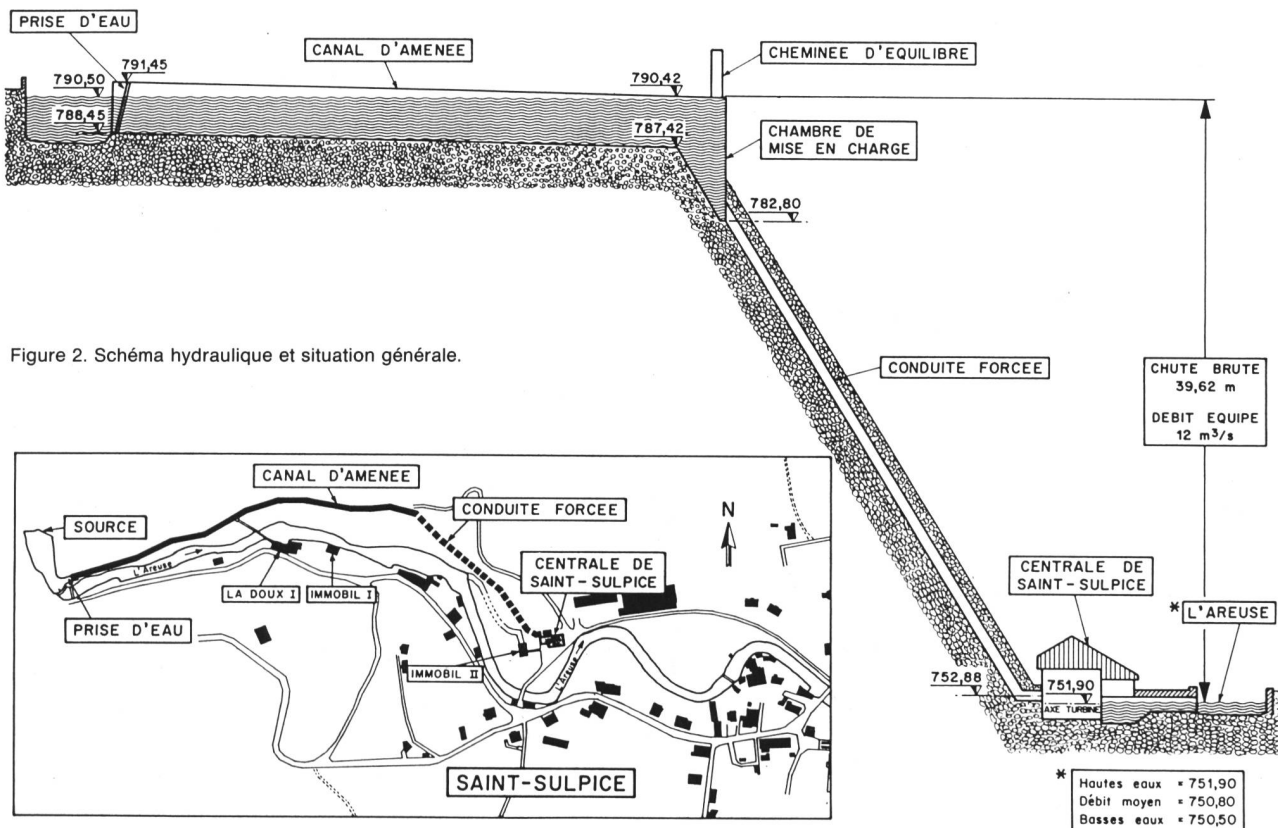 PRISE D'EAU
CANAL D'AMENEE
CHEMINEE D'EQUILIBRE
791,45
790,50
790,42
788,45
787,42
CHAMBRE DE
MISE EN CHARGE
782,80
Figure 2. Schéma hydraulique et situation générale.
CONDUITE FORCEE
CHUTE BRUTE
39,62 m
DEBIT EQUIPE
12 m³/s
CANAL D'AMENEE
SOURCE
CONDUITE FORCEE
N
L'Areuse
CENTRALE DE
SAINT-SULPICE
LA DOUX I
IMMOBIL I
PRISE D'EAU
IMMOBIL II
L'Areuse
SAINT-SULPICE
CENTRALE DE
SAINT-SULPICE
* L'AREUSE
752,88
751,90
AXE TURBINE
*
Hautes eaux = 751,90
Débit moyen = 750,80
Basses eaux = 750,50